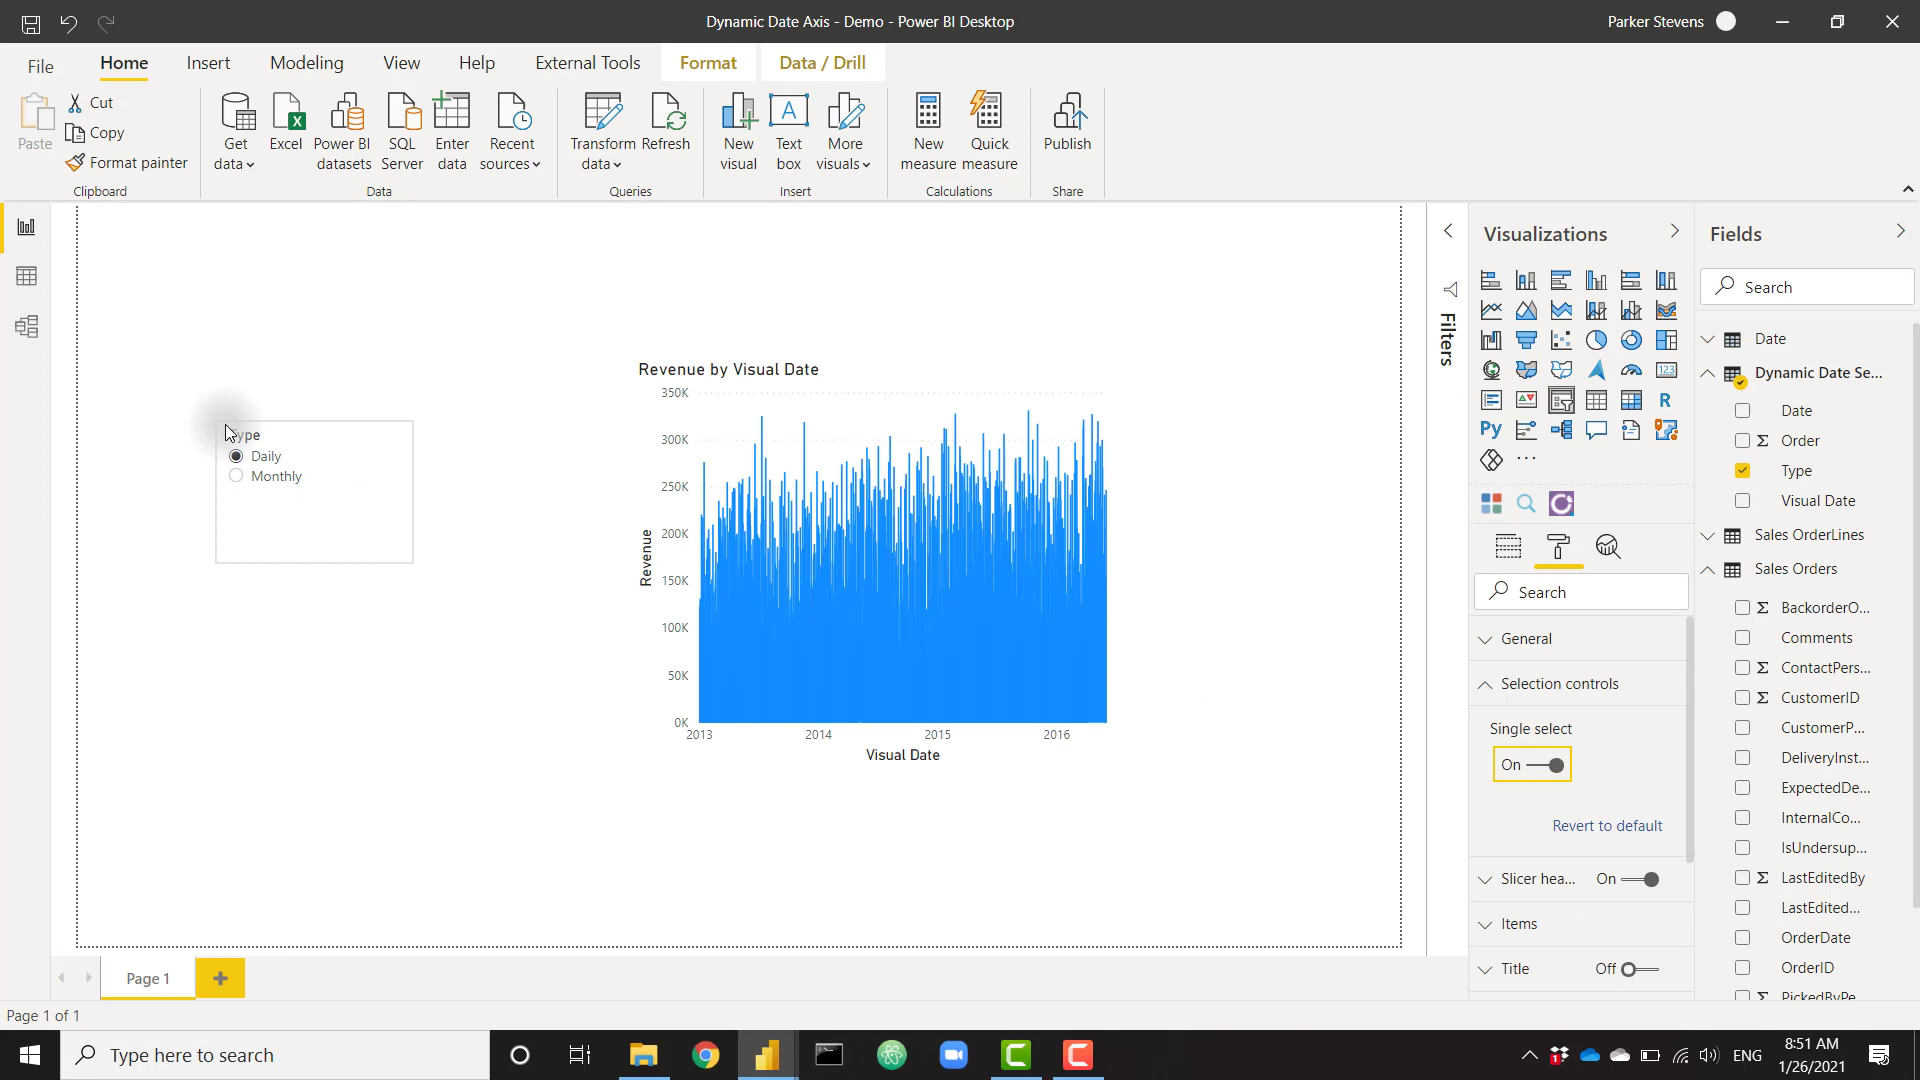 Dynamic Date Axis - Demo - Power BI Desktop
Parker Stevens
File
Home
Insert
Modeling
View
Help
External Tools
Format
Data / Drill
Paste
Cut
Copy
Format painter
Clipboard
Get data
Excel
Power BI datasets
SQL Server
Enter data
Recent sources
Data
Transform data
Refresh
Queries
New visual
Text box
More visuals
Insert
New measure
Quick measure
Calculations
Publish
Share
Type
Daily
Monthly
Revenue by Visual Date
350K
300K
250K
200K
150K
100K
50K
0K
Revenue
2013
2014
2015
2016
Visual Date
Filters
Visualizations
123
R
Py
Search
General
Selection controls
Single select
On
Revert to default
Slicer hea...
On
Items
Title
Off
Fields
Search
Date
Dynamic Date Se...
Date
Order
Type
Visual Date
Sales OrderLines
Sales Orders
BackorderO...
Comments
ContactPers...
CustomerID
CustomerP...
DeliveryInst...
ExpectedDe...
InternalCo...
IsUndersup...
LastEditedBy
LastEdited...
OrderDate
OrderID
PickedByPe...
Page 1
Page 1 of 1
Type here to search
ENG
8:51 AM
1/26/2021